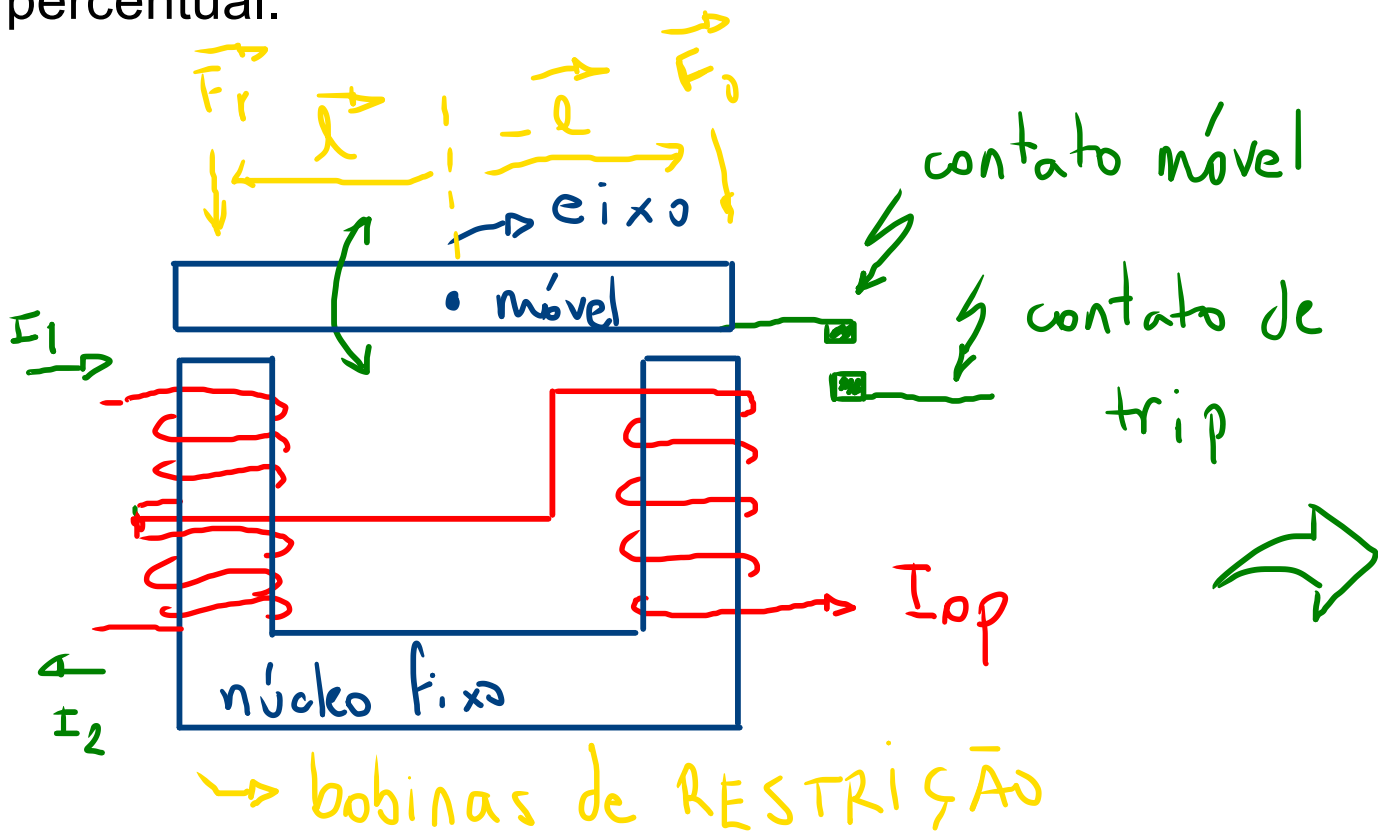 percentual.
Fr
l
- l
Fo
eixo
contato móvel
móvel
contato de
trip
I1
Iop
núcleo fixo
I2
bobinas de RESTRIÇÃO